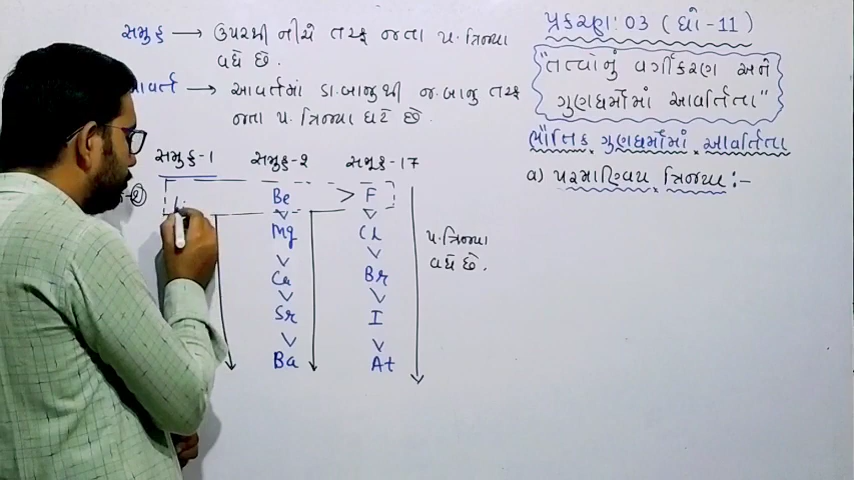 સમુહ → ઉપરથી નીચે તરફ જતા પ. ત્રિજ્યા
વધે છે.
આવર્ત → આવર્તમાં ડા.બાજુથી જ.બાજુ તરફ
જતા પ. ત્રિજ્યા ઘટે છે.
પ્રકરણ: 03 (ધો-11)
"તત્વોનું વર્ગીકરણ અને
ગુણધર્મોમાં આવર્તિતા"
ભૌતિક ગુણધર્મોમાં આવર્તિતા
a) પરમાણ્વિય ત્રિજ્યા:-
સમુહ-1 સમુહ-2 સમુહ-17
Be > F
Mg Cl
Ca Br
Sr I
Ba At
પ.ત્રિજ્યા
વધે છે.